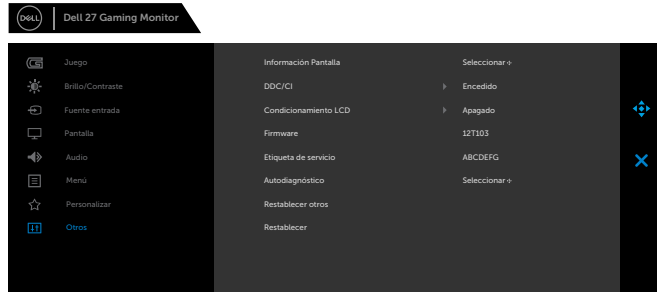 DELL
Dell 27 Gaming Monitor
Juego
Brillo/Contraste
Fuente entrada
Pantalla
Audio
Menú
Personalizar
Otros
Información Pantalla Seleccionar
DDC/CI Encedido
Condicionamiento LCD Apagado
Firmware 12T103
Etiqueta de servicio ABCDEFG
Autodiagnóstico Seleccionar
Restablecer otros
Restablecer